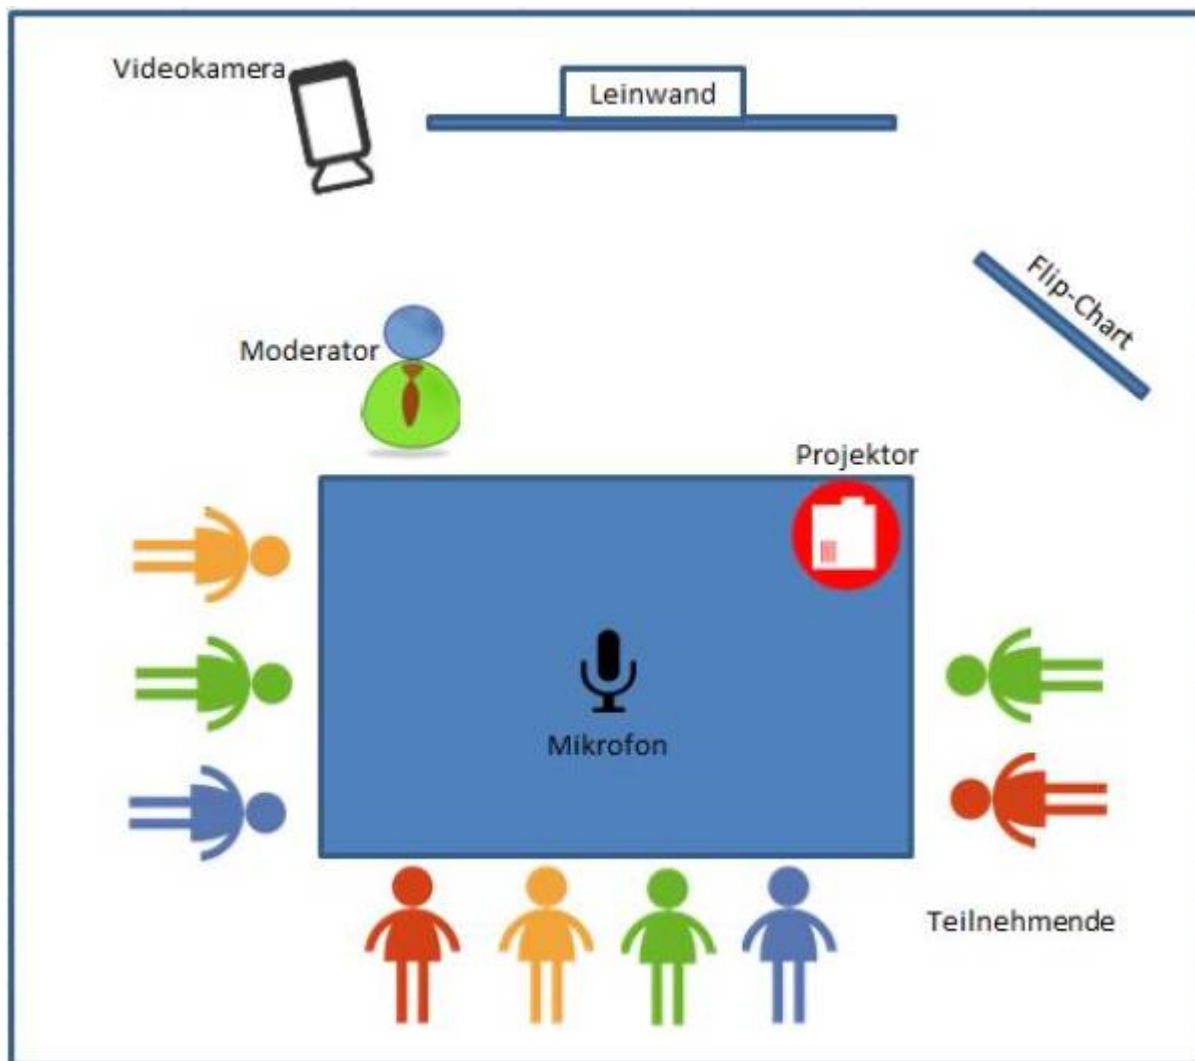 Videokamera
Leinwand
Flip-Chart
Moderator
Projektor
Mikrofon
Teilnehmende